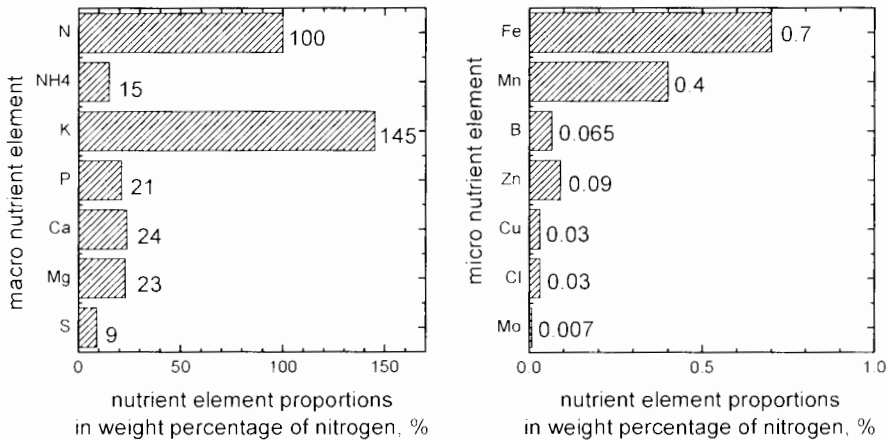 macro nutrient element
N
100
NH4
15
K
145
P
21
Ca
24
Mg
23
S
9
0
50
100
150
nutrient element proportions
in weight percentage of nitrogen, %
micro nutrient element
Fe
0.7
Mn
0.4
B
0.065
Zn
0.09
Cu
0.03
Cl
0.03
Mo
0.007
0.0
0.5
1.0
nutrient element proportions
in weight percentage of nitrogen, %